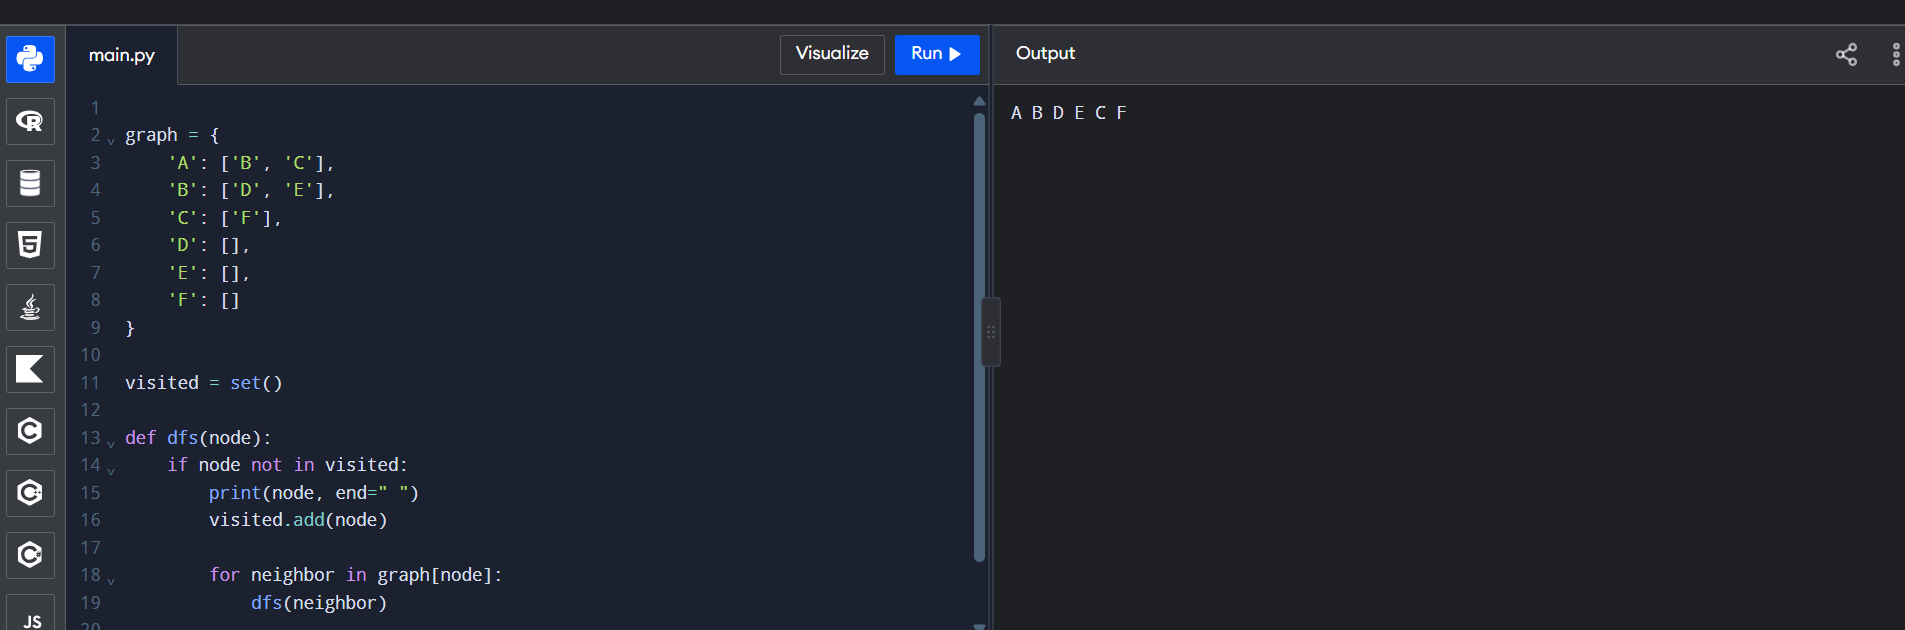 main.py
Visualize
Run
Output
1
2 graph = {
3     'A': ['B', 'C'],
4     'B': ['D', 'E'],
5     'C': ['F'],
6     'D': [],
7     'E': [],
8     'F': []
9 }
10
11 visited = set()
12
13 def dfs(node):
14     if node not in visited:
15         print(node, end=" ")
16         visited.add(node)
17
18         for neighbor in graph[node]:
19             dfs(neighbor)
20
A B D E C F
R
5
C
C++
C#
JS